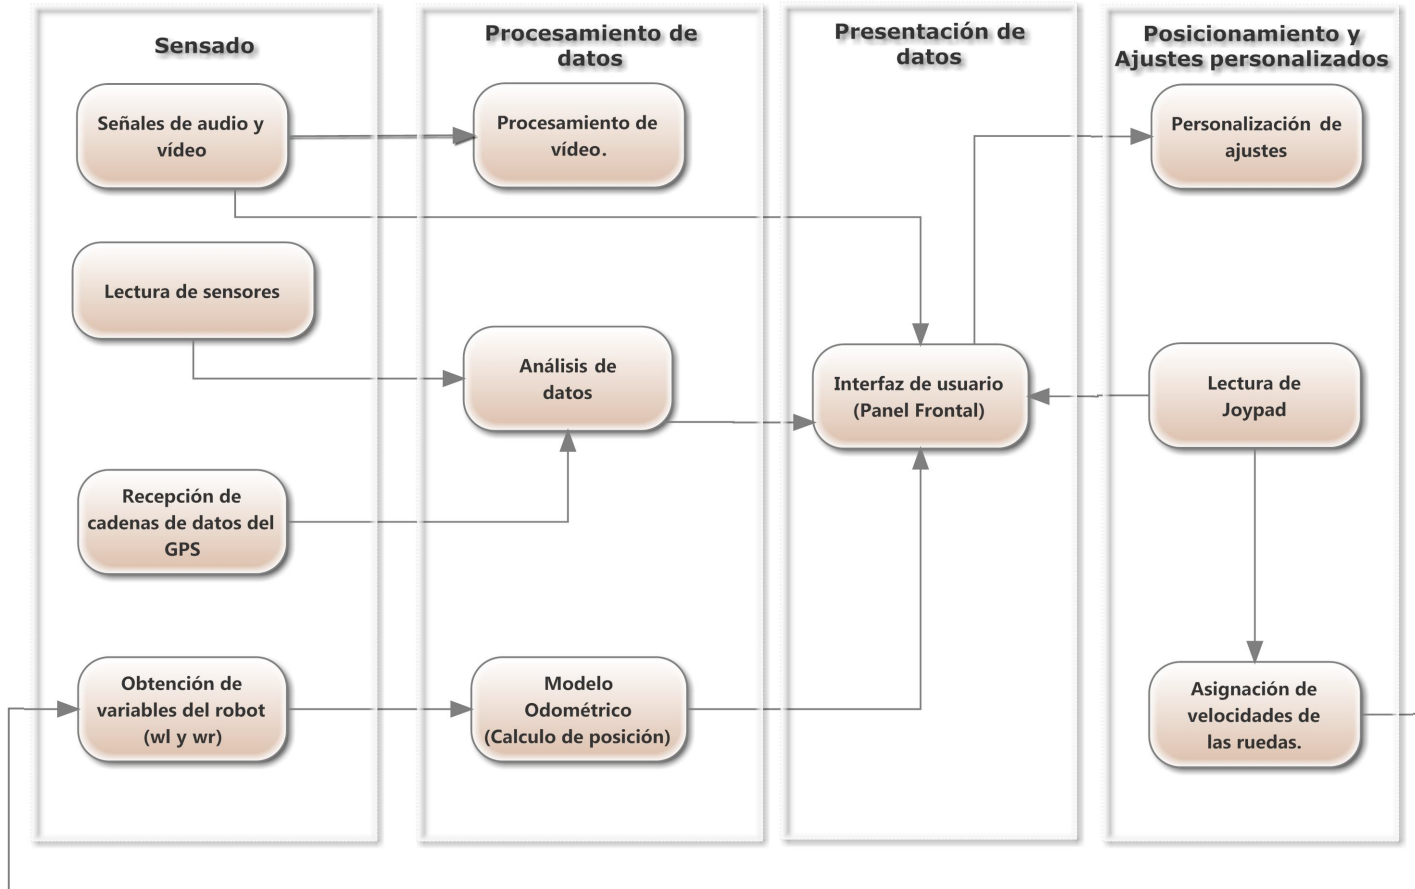 Sensado
Señales de audio y
vídeo
Lectura de sensores
Recepción de
cadenas de datos del
GPS
Obtención de
variables del robot
(wl y wr)
Procesamiento de
datos
Procesamiento de
vídeo.
Análisis de
datos
Modelo
Odométrico
(Calculo de posición)
Presentación de
datos
Interfaz de usuario
(Panel Frontal)
Posicionamiento y
Ajustes personalizados
Personalización de
ajustes
Lectura de
Joypad
Asignación de
velocidades de
las ruedas.